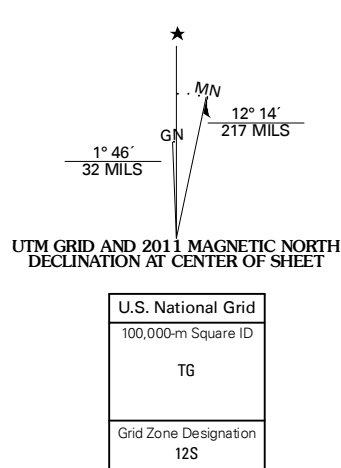 MN
12° 14´
217 MILS
GN
1° 46´
32 MILS
UTM GRID AND 2011 MAGNETIC NORTH
DECLINATION AT CENTER OF SHEET
U.S. National Grid
100,000-m Square ID
TG
Grid Zone Designation
12S